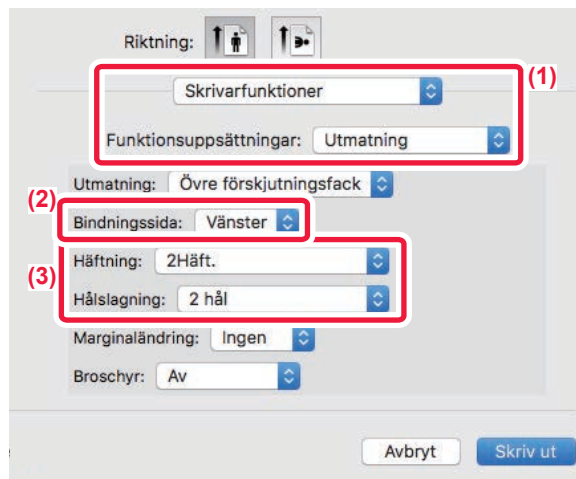 Riktning:
(1)
Skrivarfunktioner
Funktionsuppsättningar: Utmatning
Utmatning: Övre förskjutningsfack
(2)
Bindningssida: Vänster
(3)
Häftning: 2Häft.
Hålslagning: 2 hål
Marginaländring: Ingen
Broschyr: Av
Avbryt Skriv ut